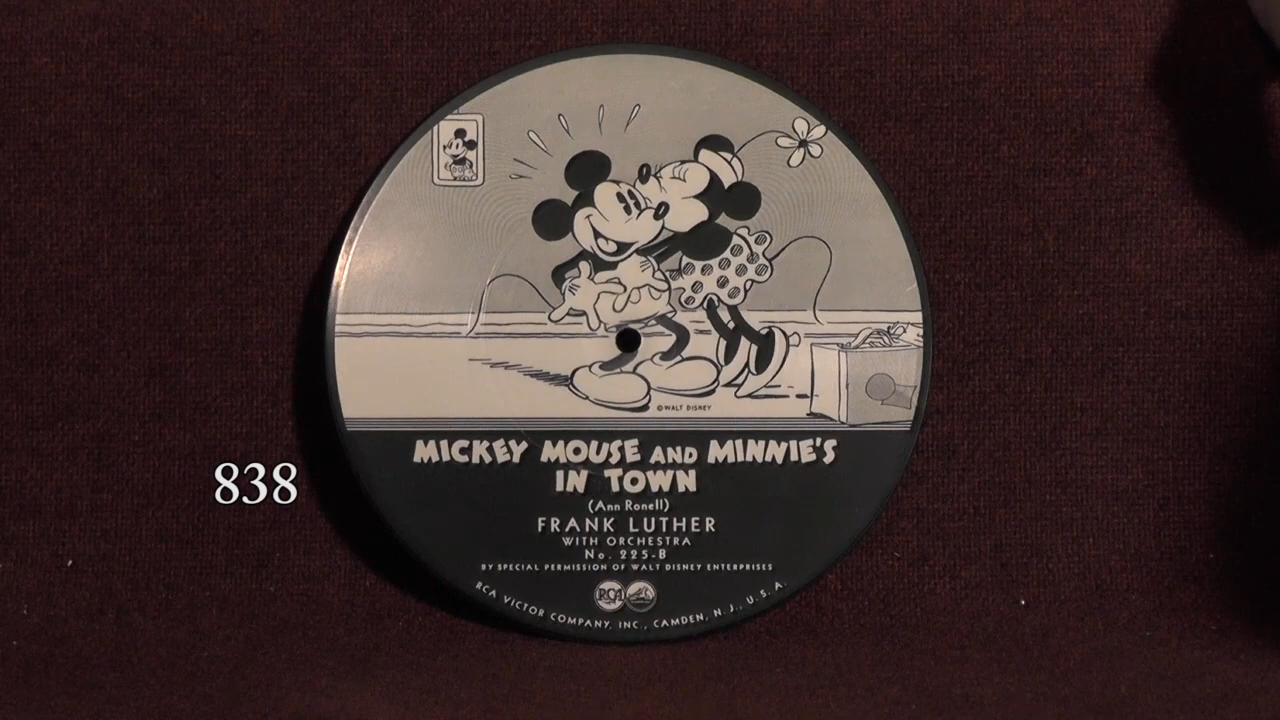 ©WALT DISNEY
MICKEY MOUSE AND MINNIE'S
IN TOWN
(Ann Ronell)
FRANK LUTHER
WITH ORCHESTRA
No. 225-B
BY SPECIAL PERMISSION OF WALT DISNEY ENTERPRISES
RCA
RCA VICTOR COMPANY, INC., CAMDEN, N. J., U. S. A.
838